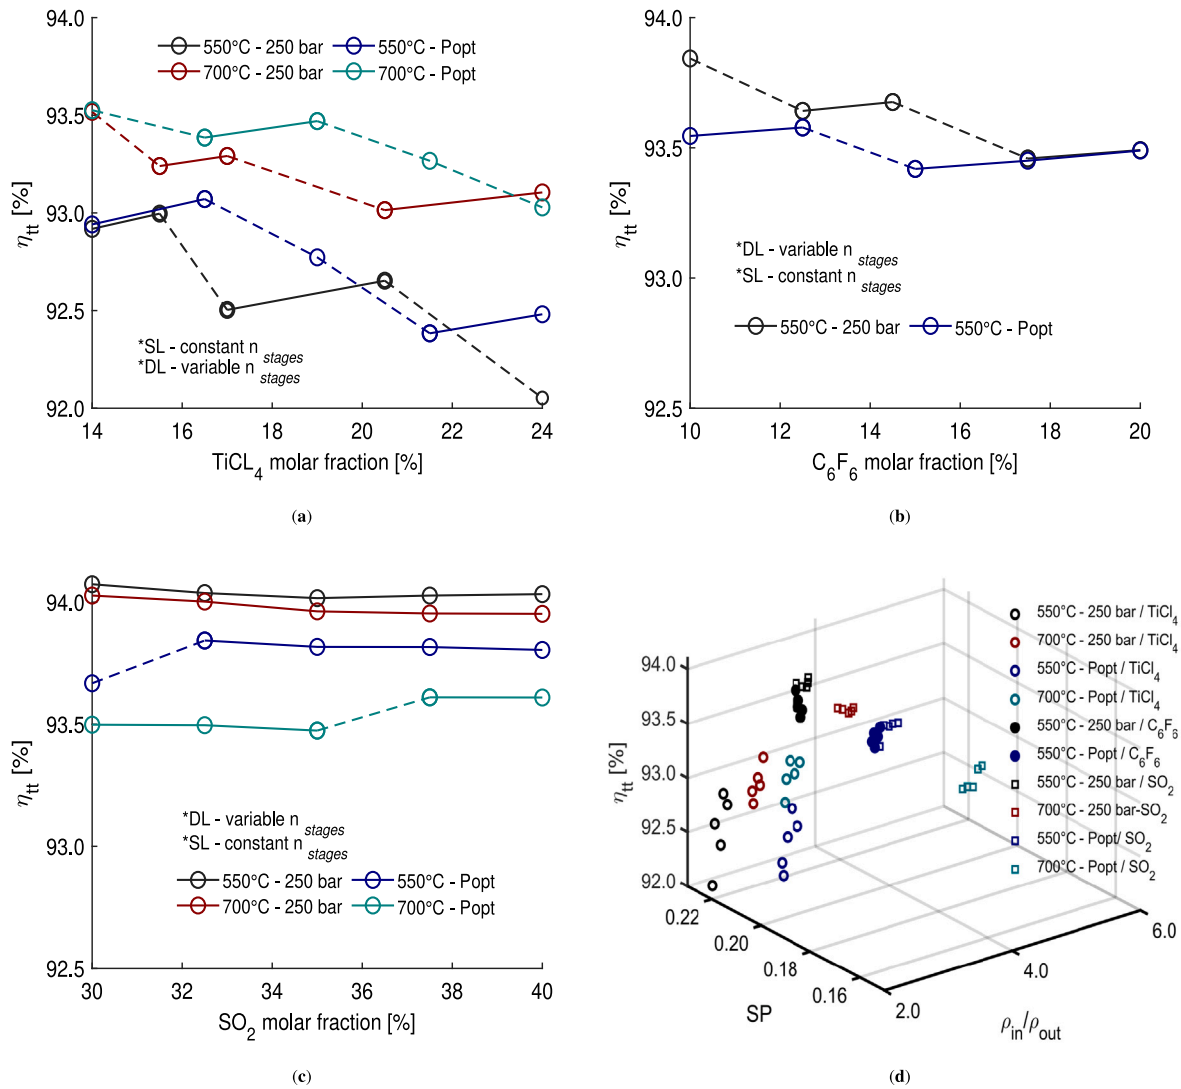 94.0
93.5
93.0
92.5
92.0
η_tt [%]
550°C - 250 bar
550°C - Popt
700°C - 250 bar
700°C - Popt
*SL - constant n stages
*DL - variable n stages
14 16 18 20 22 24
TiCL4 molar fraction [%]
(a)
94.0
93.5
93.0
92.5
η_tt [%]
*DL - variable n stages
*SL - constant n stages
550°C - 250 bar
550°C - Popt
10 12 14 16 18 20
C6F6 molar fraction [%]
(b)
94.0
93.5
93.0
92.5
η_tt [%]
*DL - variable n stages
*SL - constant n stages
550°C - 250 bar
550°C - Popt
700°C - 250 bar
700°C - Popt
30 32 34 36 38 40
SO2 molar fraction [%]
(c)
550°C - 250 bar / TiCl4
700°C - 250 bar / TiCL4
550°C - Popt / TiCl4
700°C - Popt / TiCL4
550°C - 250 bar / C6F6
550°C - Popt / C6F6
550°C - 250 bar / SO2
700°C - 250 bar-SO2
550°C - Popt/ SO2
700°C - Popt / SO2
94.0
93.5
93.0
92.5
92.0
η_tt [%]
0.22
0.20
0.18
0.16
SP
2.0
4.0
6.0
ρin/ρout
(d)